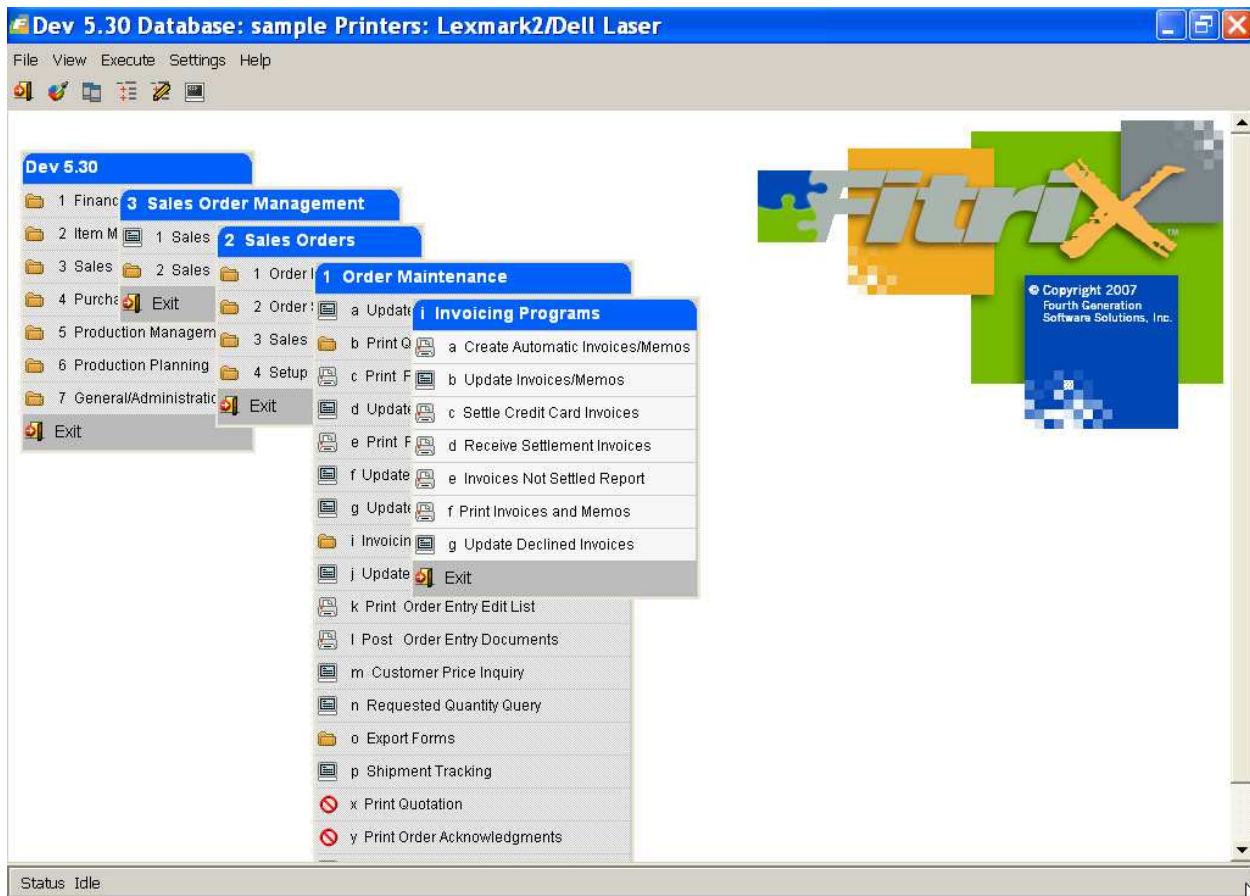 Dev 5.30 Database: sample Printers: Lexmark2/Dell Laser
File View Execute Settings Help
Dev 5.30
1 Financ
2 Item M
3 Sales
4 Purcha
5 Production Managem
6 Production Planning
7 General/Administratic
Exit
3 Sales Order Management
1 Sales
2 Sales
Exit
2 Sales Orders
1 Order
2 Order
3 Sales
4 Setup
Exit
1 Order Maintenance
a Update
b Print Q
c Print
d Update
e Print
f Update
g Update
i Invoicin
j Update
k Print Order Entry Edit List
l Post Order Entry Documents
m Customer Price Inquiry
n Requested Quantity Query
o Export Forms
p Shipment Tracking
x Print Quotation
y Print Order Acknowledgments
i Invoicing Programs
a Create Automatic Invoices/Memos
b Update Invoices/Memos
c Settle Credit Card Invoices
d Receive Settlement Invoices
e Invoices Not Settled Report
f Print Invoices and Memos
g Update Declined Invoices
Exit
FitriX
TM
© Copyright 2007
Fourth Generation
Software Solutions, Inc.
Status Idle